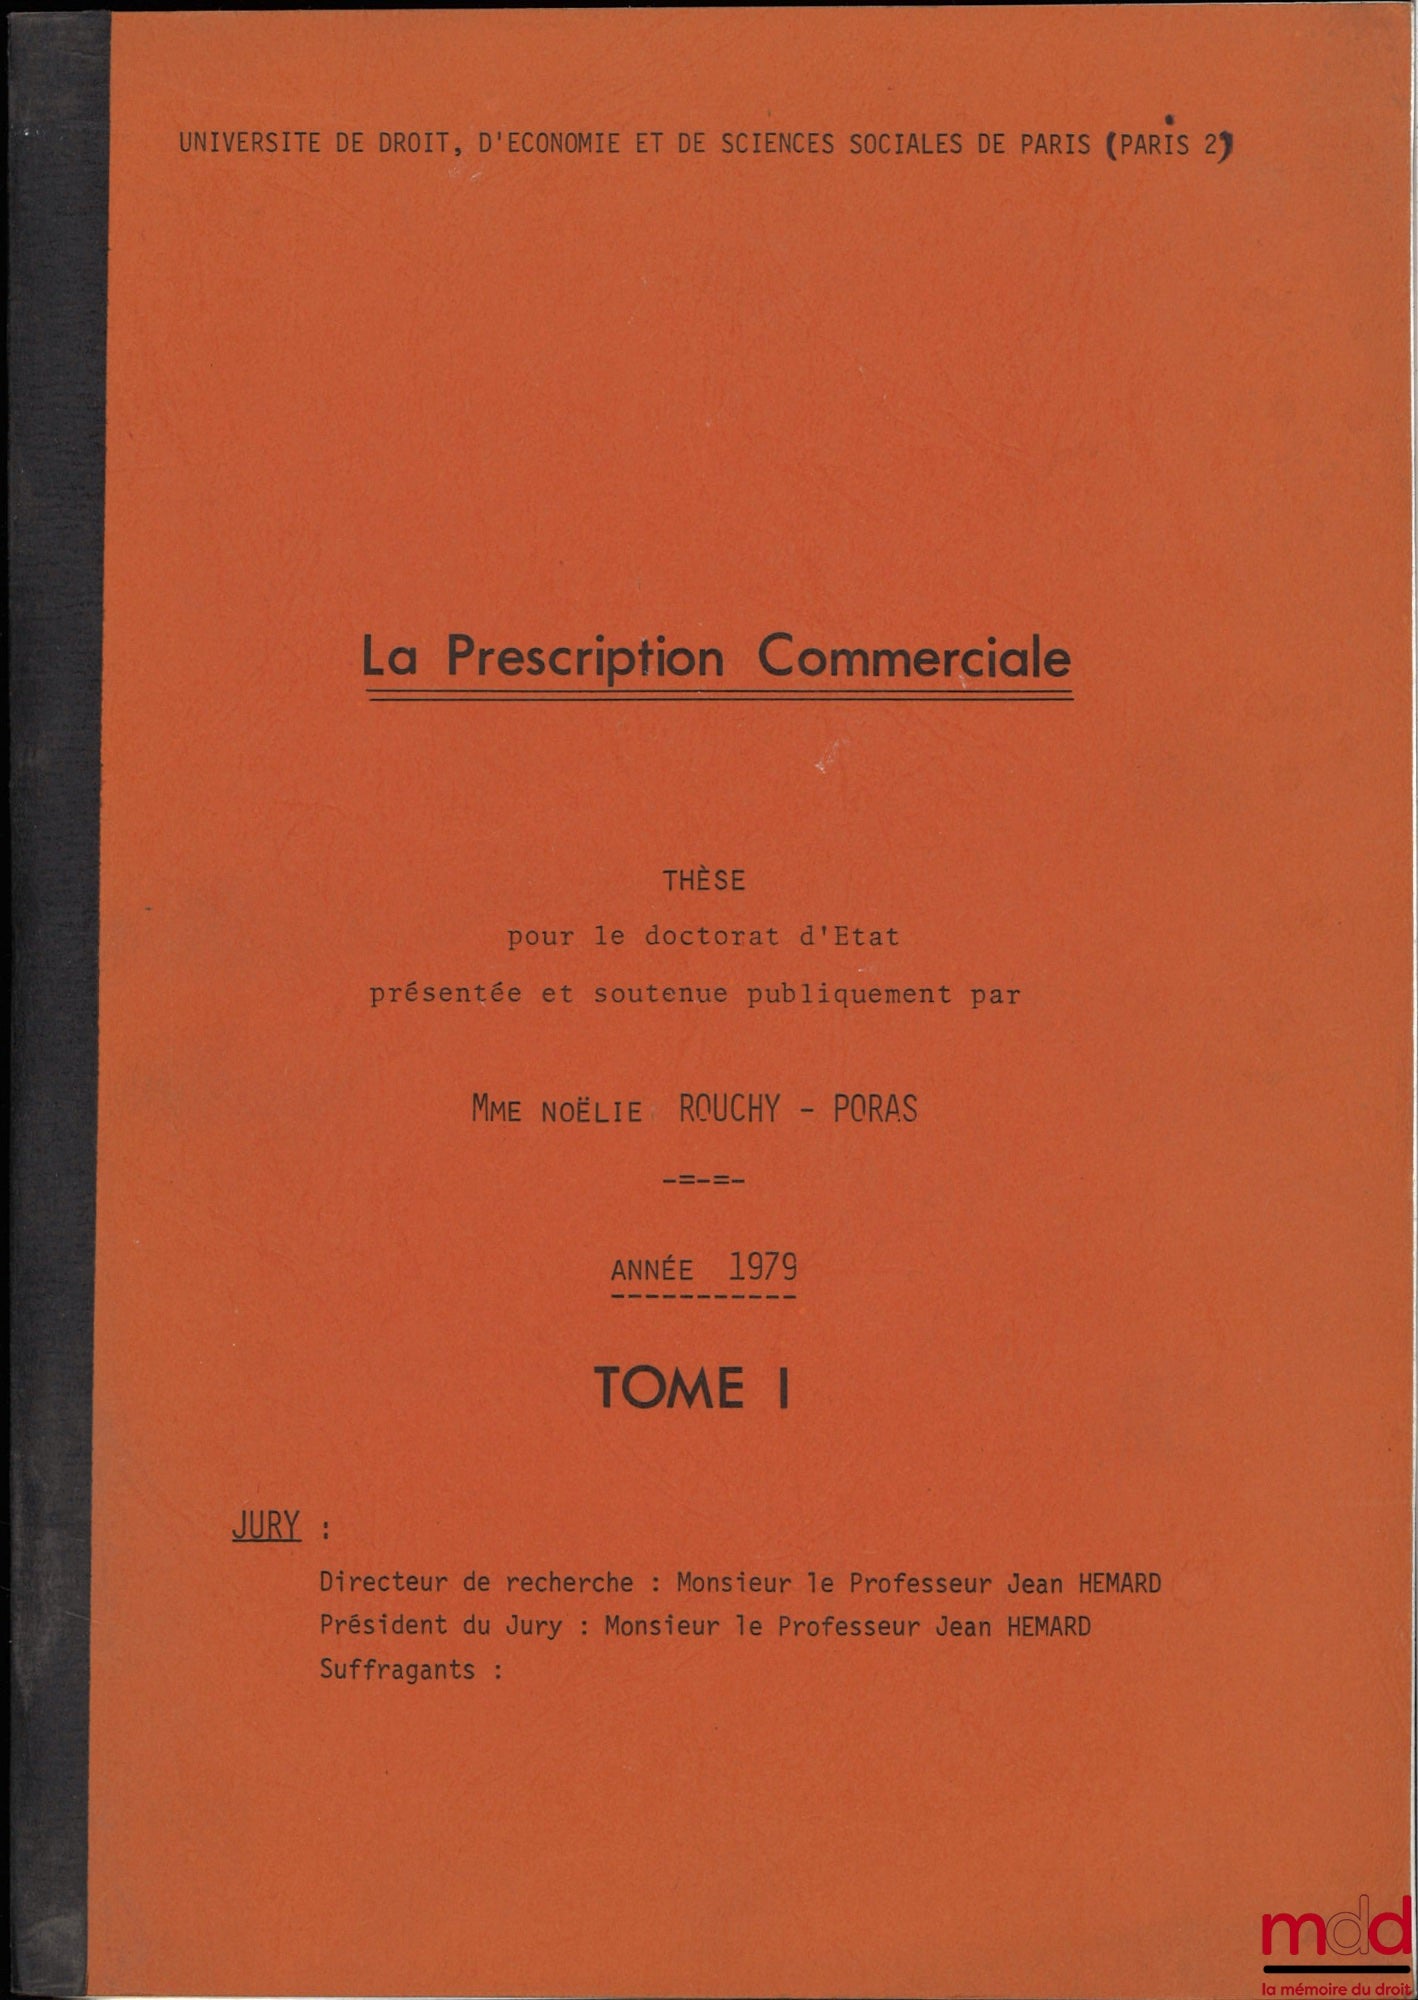 UNIVERSITE DE DROIT, D'ECONOMIE ET DE SCIENCES SOCIALES DE PARIS (PARIS 2)
La Prescription Commerciale
THÈSE
pour le doctorat d'Etat
présentée et soutenue publiquement par
MME NOËLIE ROUCHY - PORAS
-=-=-
ANNÉE 1979
TOME I
JURY :
Directeur de recherche : Monsieur le Professeur Jean HEMARD
Président du Jury : Monsieur le Professeur Jean HEMARD
Suffragants :
mdd
la mémoire du droit